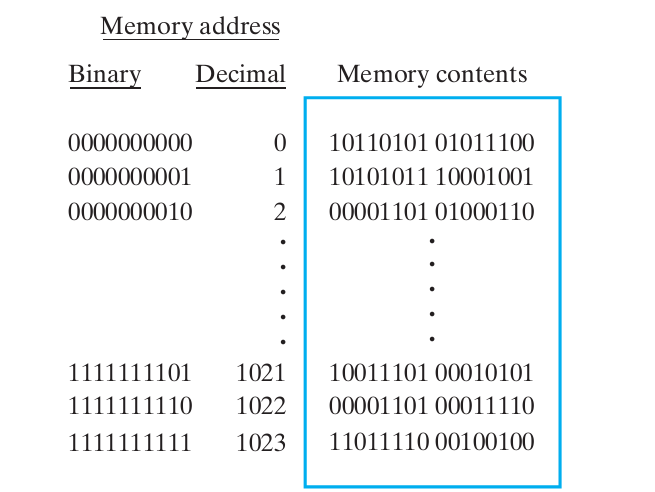 Memory address
Binary Decimal Memory contents
0000000000 0 10110101 01011100
0000000001 1 10101011 10001001
0000000010 2 00001101 01000110
. .
. .
. .
. .
. .
1111111101 1021 10011101 00010101
1111111110 1022 00001101 00011110
1111111111 1023 11011110 00100100